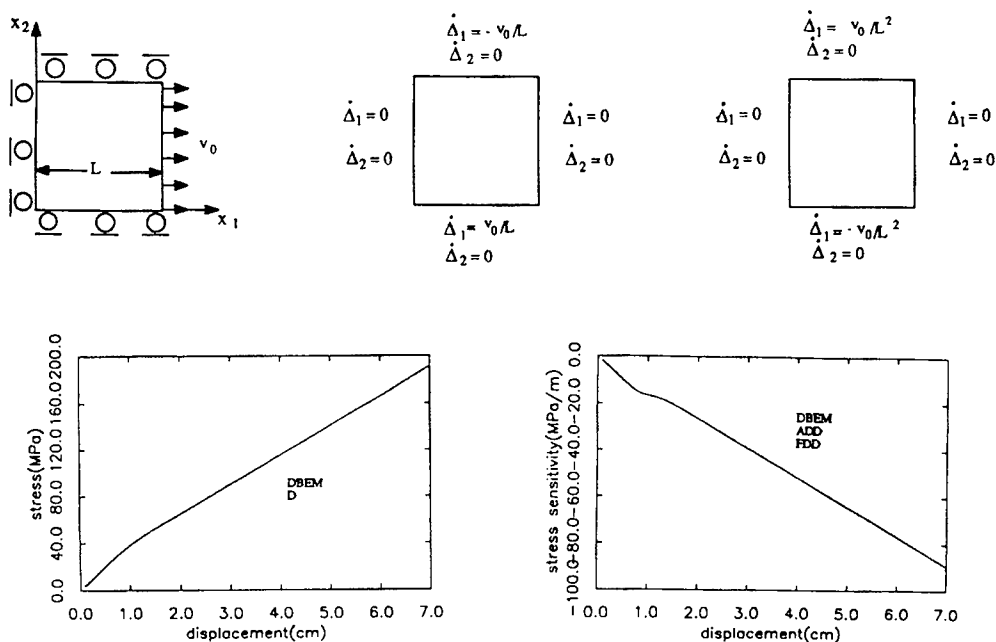 x2
L
v0
x1
Δ̇1 = - v0/L
Δ̇2 = 0
Δ̇1 = 0
Δ̇2 = 0
Δ̇1 = 0
Δ̇2 = 0
Δ̇1 = v0/L
Δ̇2 = 0
Δ̇1 = v0/L²
Δ̇2 = 0
Δ̇1 = 0
Δ̇2 = 0
Δ̇1 = 0
Δ̇2 = 0
Δ̇1 = - v0/L²
Δ̇2 = 0
stress(MPa)
0.0 40.0 80.0 120.0 160.0 200.0
DBEM
D
0.0 1.0 2.0 3.0 4.0 5.0 6.0 7.0
displacement(cm)
stress sensitivity(MPa/m)
-100.0 -80.0 -60.0 -40.0 -20.0 0.0
DBEM
ADD
FDD
0.0 1.0 2.0 3.0 4.0 5.0 6.0 7.0
displacement(cm)